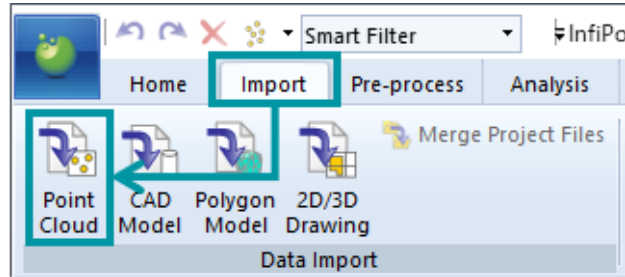 Smart Filter
InfiPo
Home Import Pre-process Analysis
Point Cloud
CAD Model
Polygon Model
2D/3D Drawing
Merge Project Files
Data Import